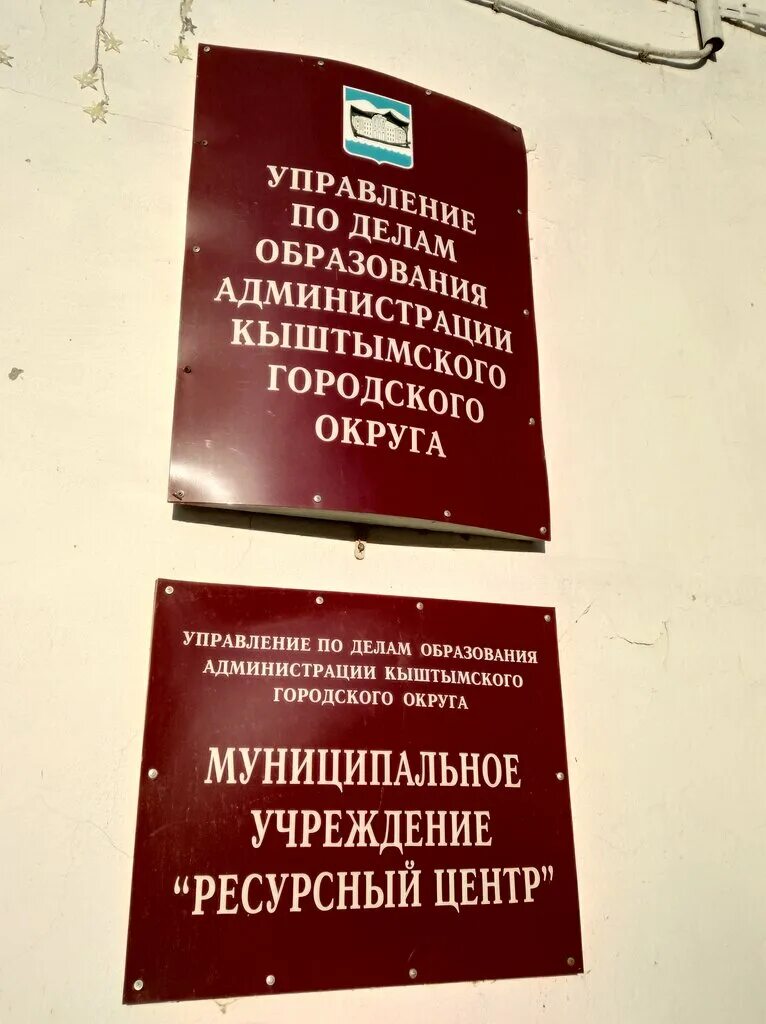 УПРАВЛЕНИЕ
ПО ДЕЛАМ
ОБРАЗОВАНИЯ
АДМИНИСТРАЦИИ
КЫШТЫМСКОГО
ГОРОДСКОГО
ОКРУГА
УПРАВЛЕНИЕ ПО ДЕЛАМ ОБРАЗОВАНИЯ
АДМИНИСТРАЦИИ КЫШТЫМСКОГО
ГОРОДСКОГО ОКРУГА
МУНИЦИПАЛЬНОЕ
УЧРЕЖДЕНИЕ
“РЕСУРСНЫЙ ЦЕНТР”